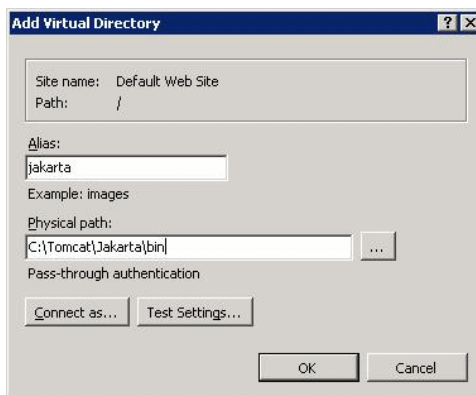 Add Virtual Directory
Site name: Default Web Site
Path: /
Alias:
jakarta
Example: images
Physical path:
C:\Tomcat\Jakarta\bin
...
Pass-through authentication
Connect as... Test Settings...
OK Cancel